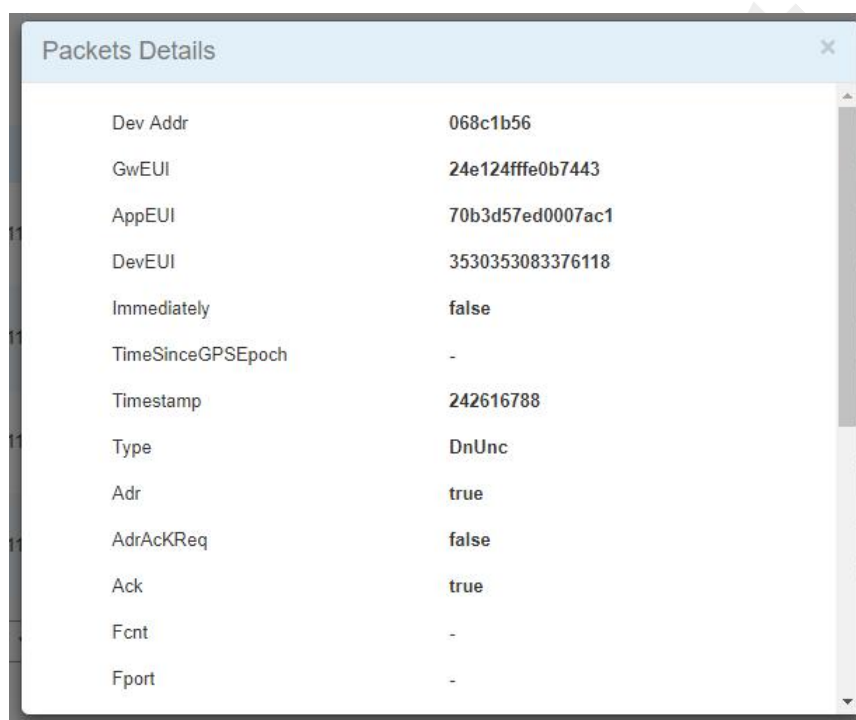 Packets Details ×
Dev Addr 068c1b56
GwEUI 24e124fffe0b7443
AppEUI 70b3d57ed0007ac1
DevEUI 3530353083376118
Immediately false
TimeSinceGPSEpoch -
Timestamp 242616788
Type DnUnc
Adr true
AdrAcKReq false
Ack true
Fcnt -
Fport -